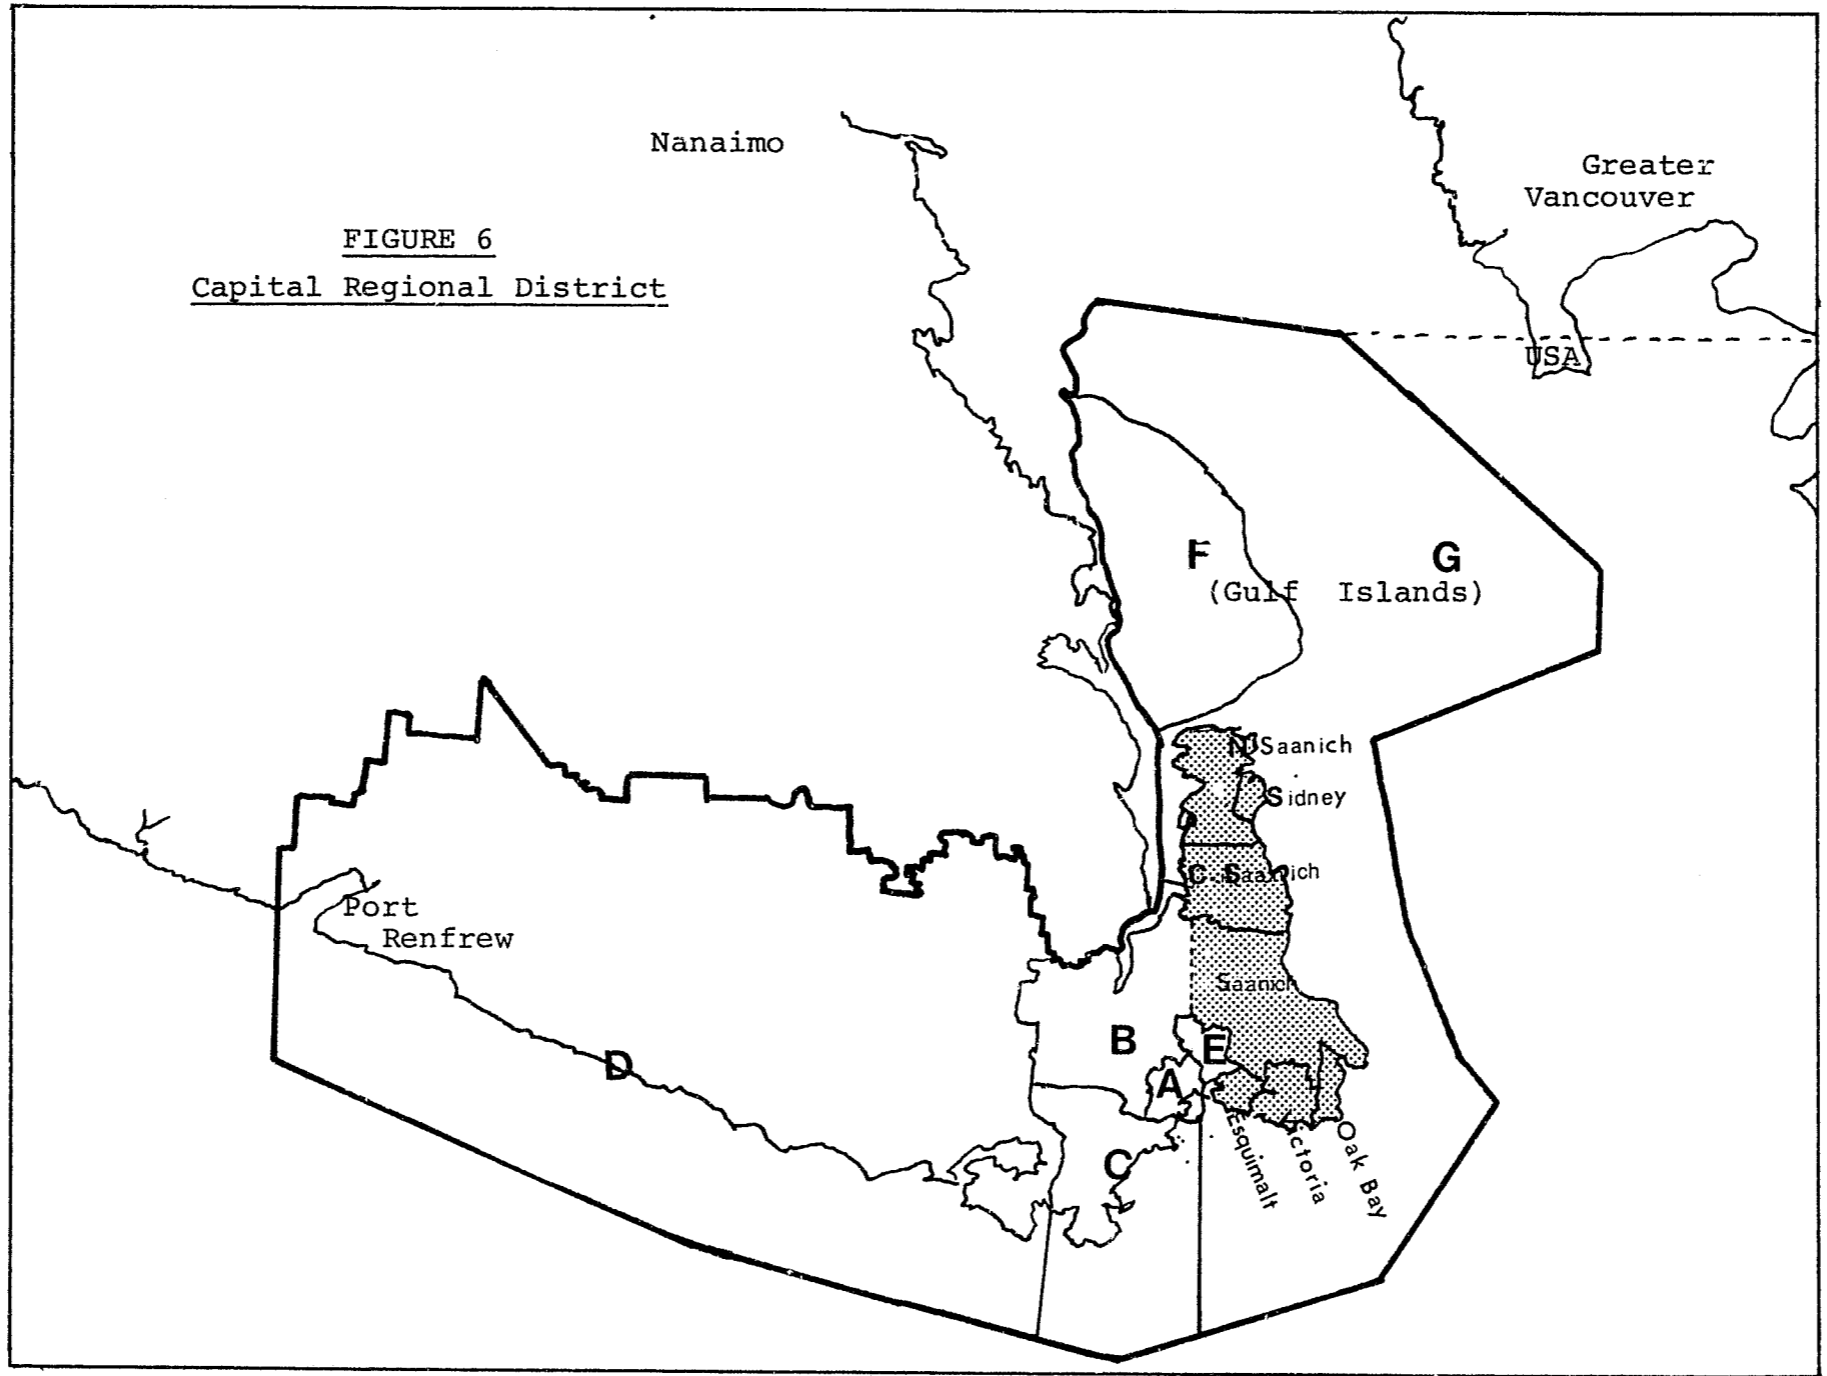 Nanaimo
Greater
Vancouver
FIGURE 6
Capital Regional District
USA
F
G
(Gulf Islands)
N Saanich
Sidney
C. Saanich
Port
Renfrew
Saanich
B
E
D
A
C
Esquimalt
Victoria
Oak Bay